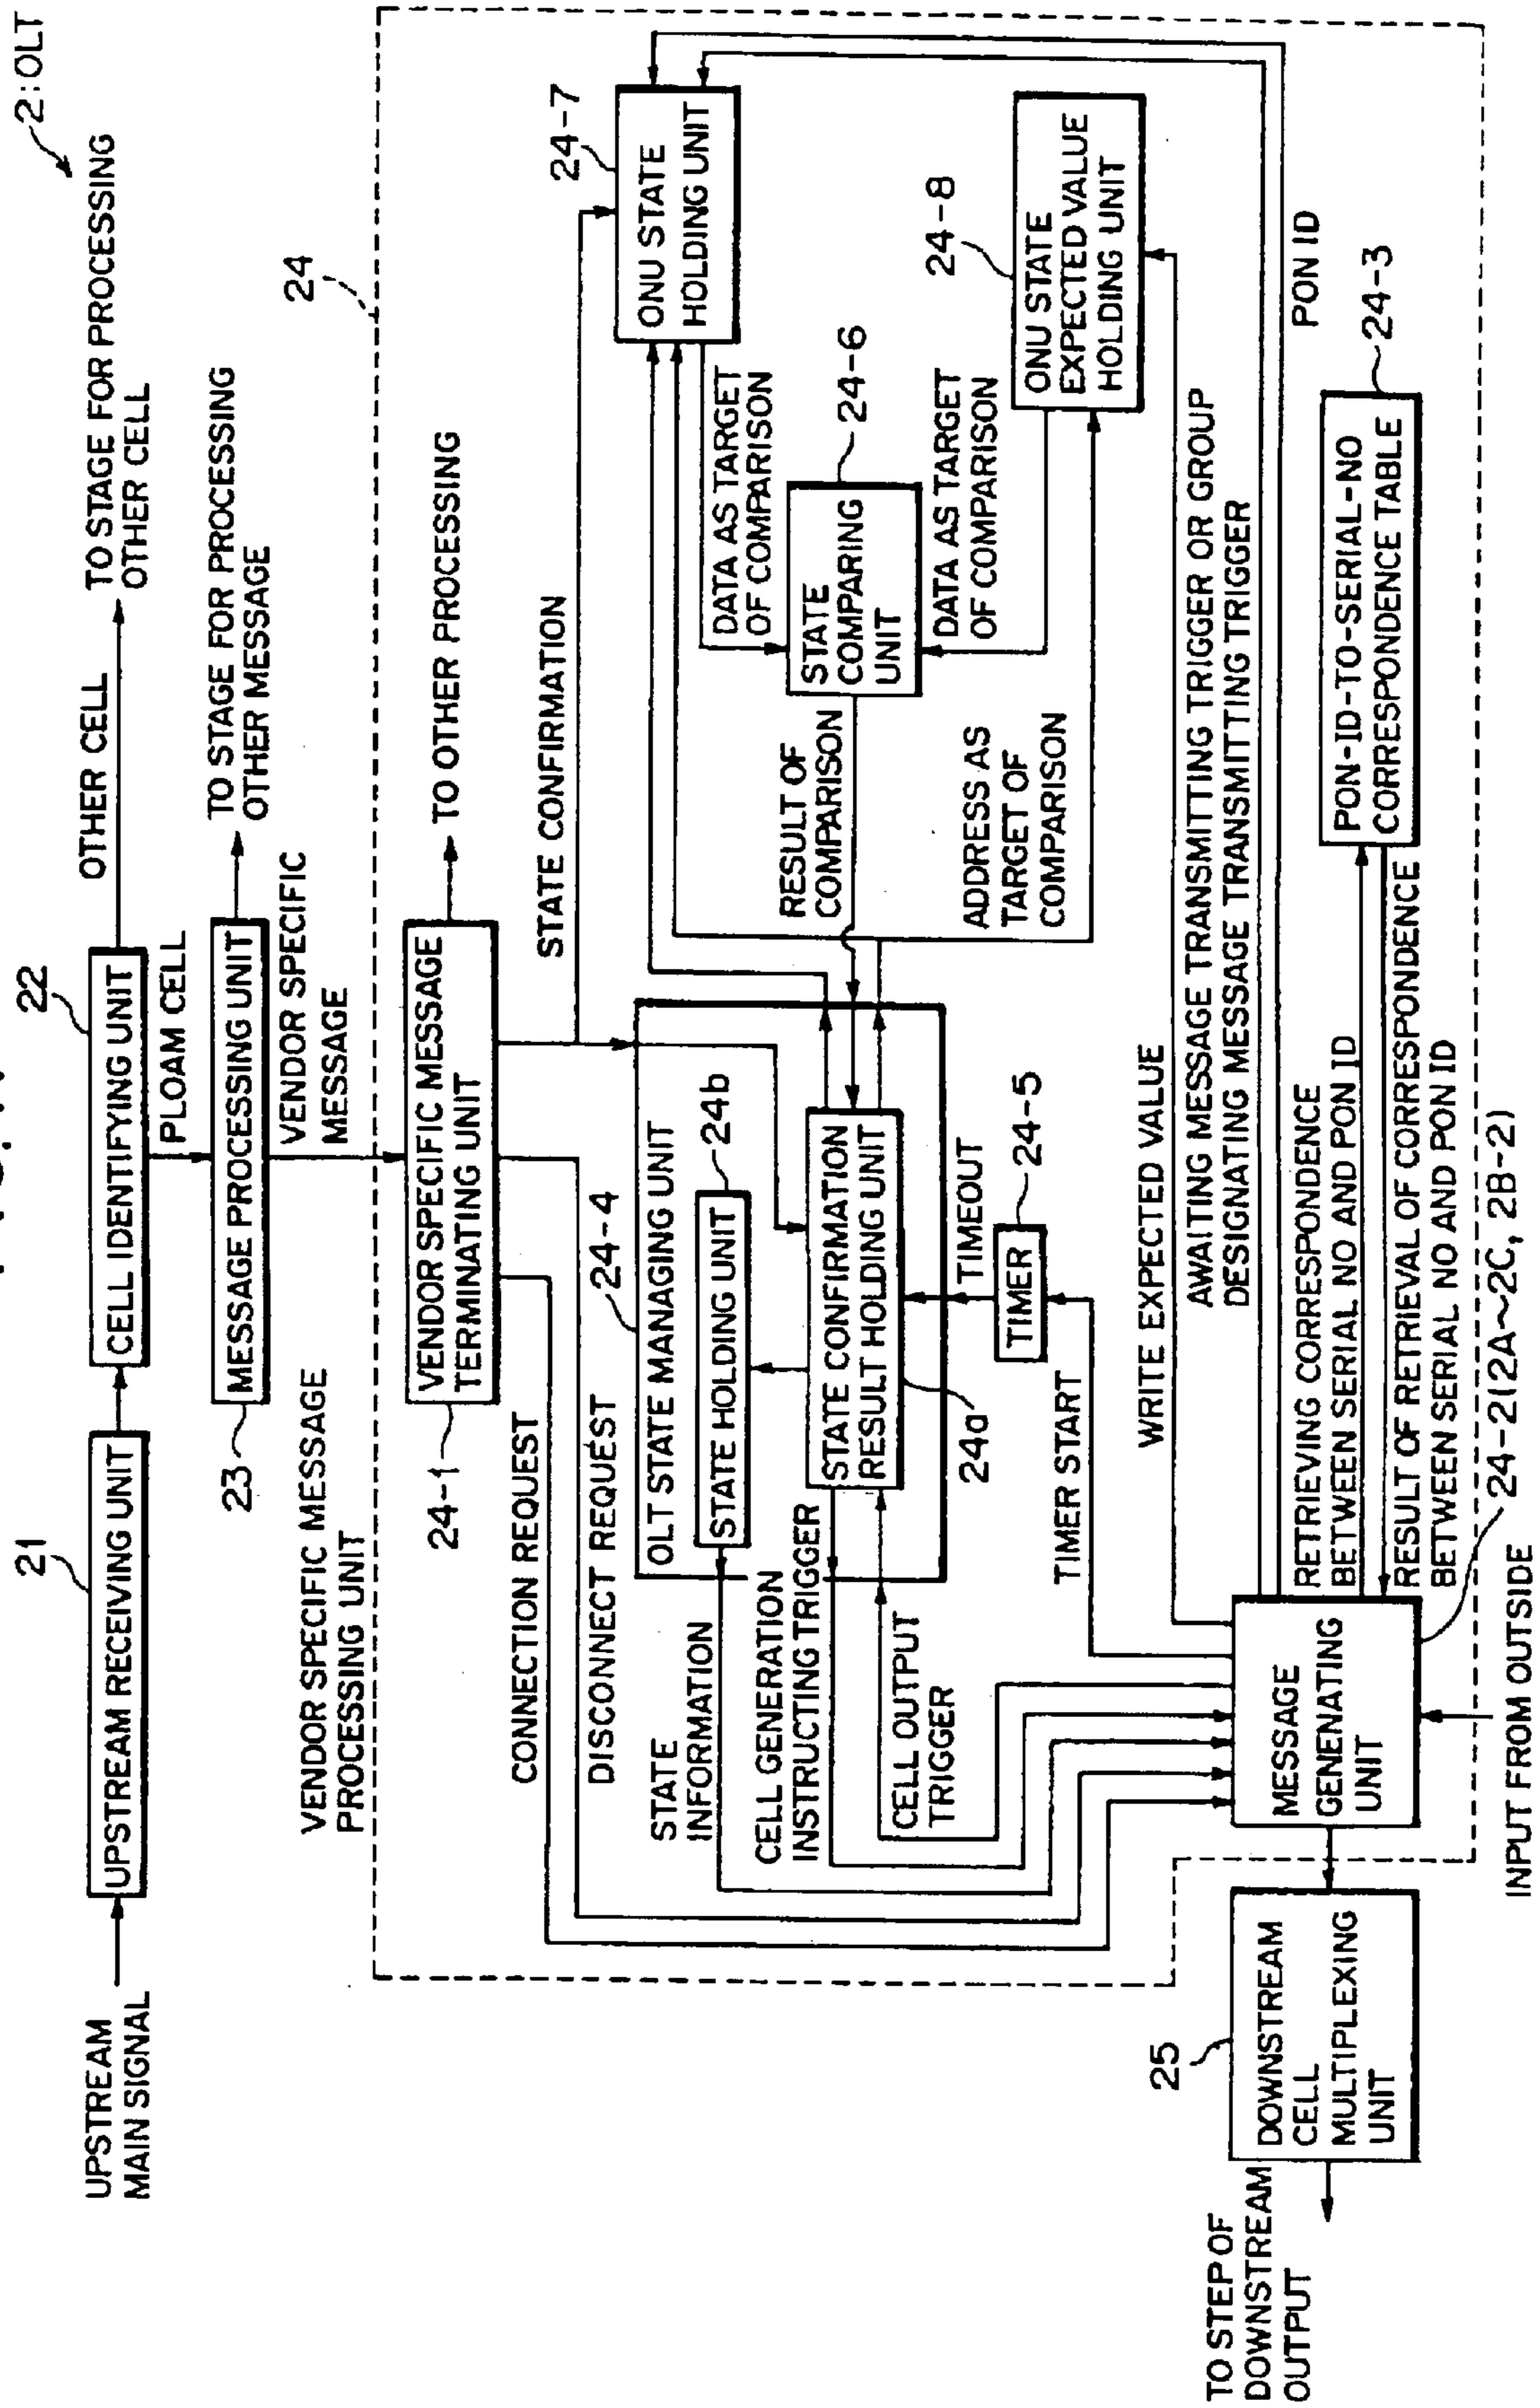 2:OLT
UPSTREAM
MAIN SIGNAL
21
UPSTREAM RECEIVING UNIT
22
CELL IDENTIFYING UNIT
OTHER CELL
TO STAGE FOR PROCESSING
OTHER CELL
PLOAM CELL
23
MESSAGE PROCESSING UNIT
TO STAGE FOR PROCESSING
OTHER MESSAGE
VENDOR SPECIFIC
MESSAGE
VENDOR SPECIFIC MESSAGE
PROCESSING UNIT
24
24-1
VENDOR SPECIFIC MESSAGE
TERMINATING UNIT
TO OTHER PROCESSING
CONNECTION REQUEST
DISCONNECT REQUEST
STATE CONFIRMATION
24-4
OLT STATE MANAGING UNIT
24b
STATE HOLDING UNIT
STATE CONFIRMATION
RESULT HOLDING UNIT
24a
STATE
INFORMATION
CELL GENERATION
INSTRUCTING TRIGGER
CELL OUTPUT
TRIGGER
TIMEOUT
24-5
TIMER
TIMER START
24-7
ONU STATE
HOLDING UNIT
DATA AS TARGET
OF COMPARISON
24-6
STATE
COMPARING
UNIT
RESULT OF
COMPARISON
DATA AS TARGET
OF COMPARISON
24-8
ONU STATE
EXPECTED VALUE
HOLDING UNIT
ADDRESS AS
TARGET OF
COMPARISON
WRITE EXPECTED VALUE
AWAITING MESSAGE TRANSMITTING TRIGGER OR GROUP
DESIGNATING MESSAGE TRANSMITTING TRIGGER
PON ID
24-3
PON-ID-TO-SERIAL-NO
CORRESPONDENCE TABLE
RETRIEVING CORRESPONDENCE
BETWEEN SERIAL NO AND PON ID
RESULT OF RETRIEVAL OF CORRESPONDENCE
BETWEEN SERIAL NO AND PON ID
24-2(2A~2C, 2B-2)
MESSAGE
GENENATING
UNIT
INPUT FROM OUTSIDE
25
DOWNSTREAM
CELL
MULTIPLEXING
UNIT
TO STEP OF
DOWNSTREAM
OUTPUT